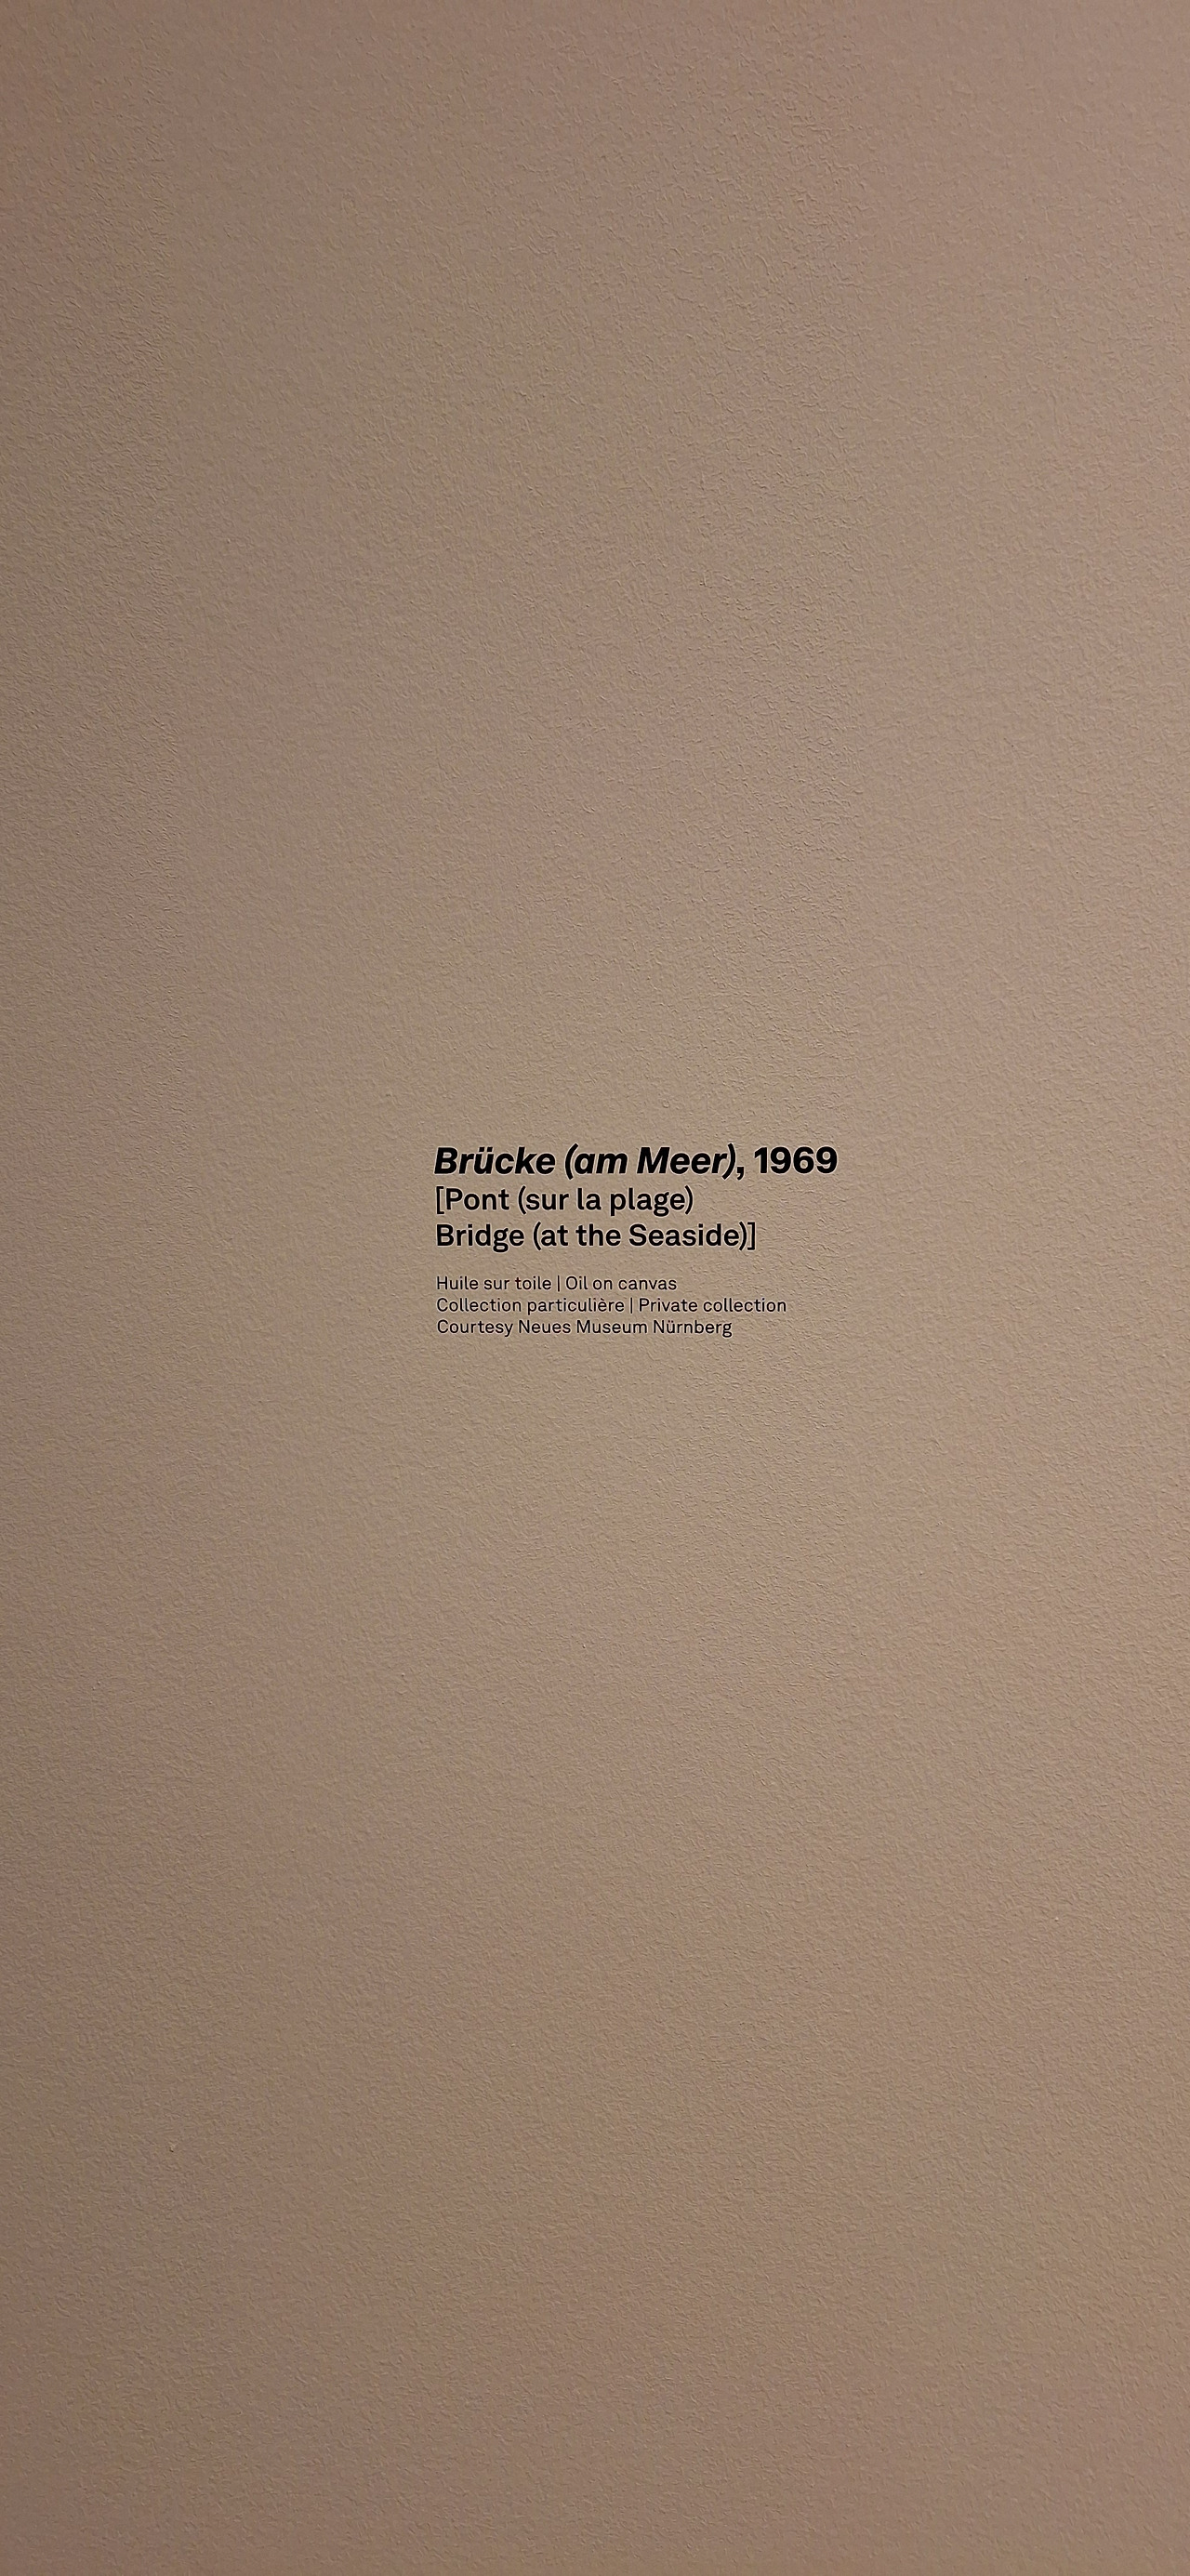 Brücke (am Meer), 1969
[Pont (sur la plage)
Bridge (at the Seaside)]
Huile sur toile | Oil on canvas
Collection particulière | Private collection
Courtesy Neues Museum Nürnberg